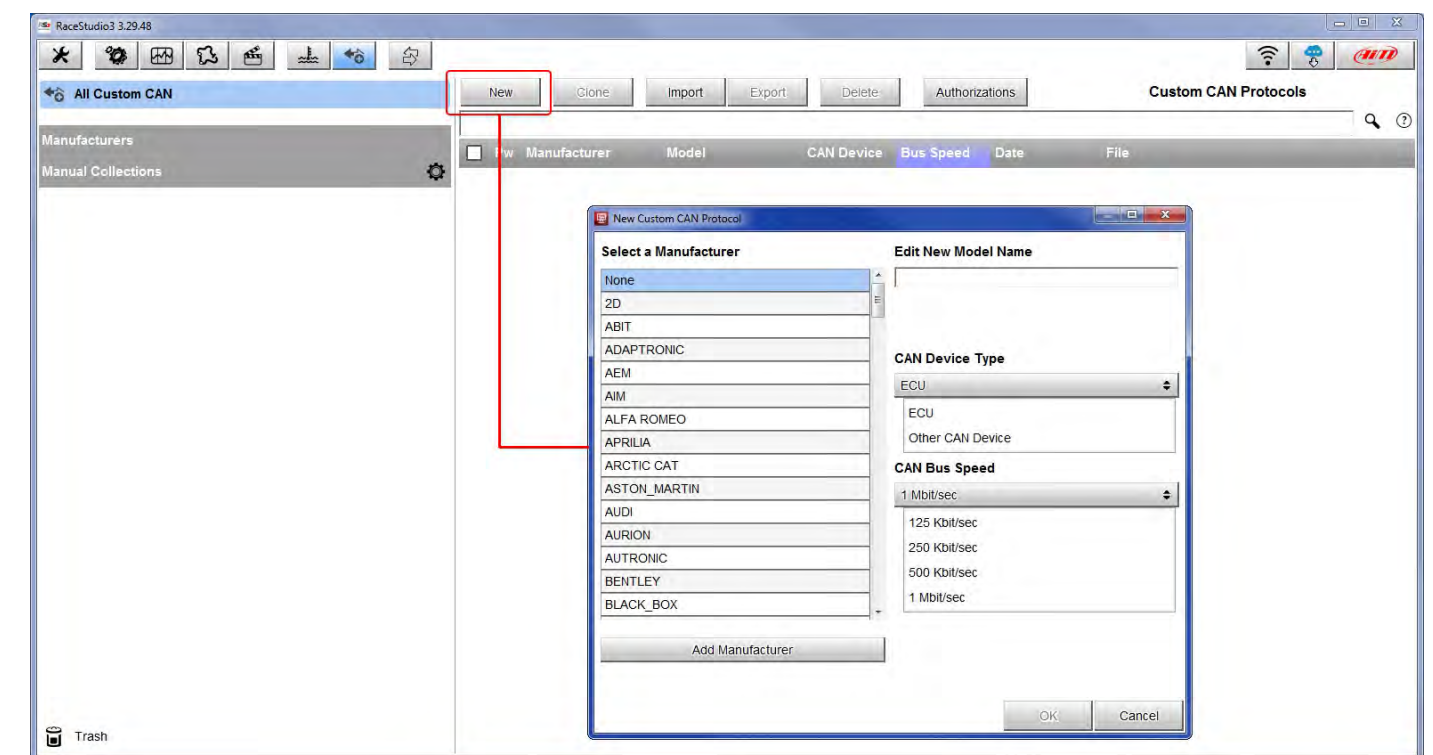 RaceStudio3 3.29.48
AiM
All Custom CAN
New Clone Import Export Delete Authorizations Custom CAN Protocols
Manufacturers
Manual Collections
Pw Manufacturer Model CAN Device Bus Speed Date File
New Custom CAN Protocol
Select a Manufacturer
None
2D
ABIT
ADAPTRONIC
AEM
AIM
ALFA ROMEO
APRILIA
ARCTIC CAT
ASTON_MARTIN
AUDI
AURION
AUTRONIC
BENTLEY
BLACK_BOX
Add Manufacturer
Edit New Model Name
CAN Device Type
ECU
ECU
Other CAN Device
CAN Bus Speed
1 Mbit/sec
125 Kbit/sec
250 Kbit/sec
500 Kbit/sec
1 Mbit/sec
OK Cancel
Trash